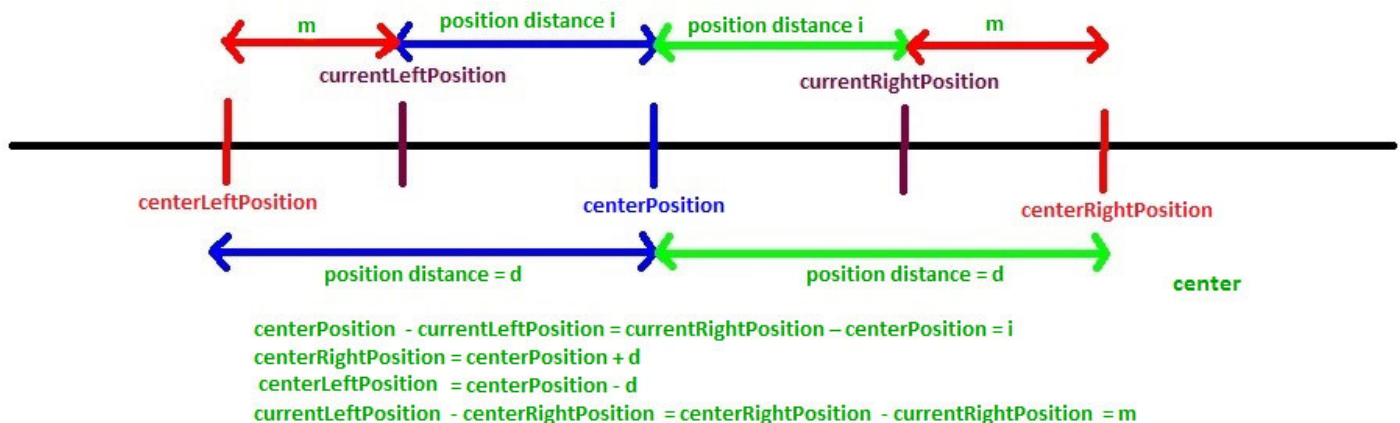 m position distance i position distance i m
currentLeftPosition currentRightPosition
centerLeftPosition centerPosition centerRightPosition
position distance = d position distance = d
center
centerPosition - currentLeftPosition = currentRightPosition – centerPosition = i
centerRightPosition = centerPosition + d
centerLeftPosition = centerPosition - d
currentLeftPosition - centerRightPosition = centerRightPosition - currentRightPosition = m